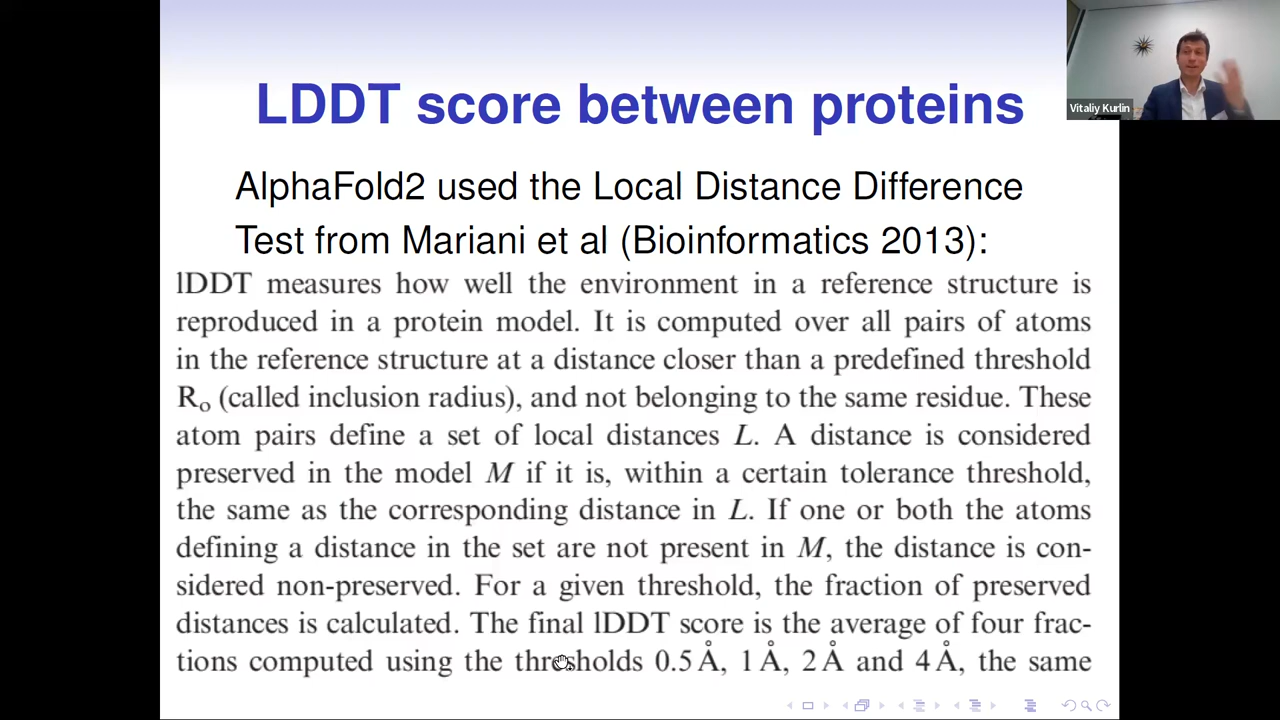 LDDT score between proteins
Vitaliy Kurlin
AlphaFold2 used the Local Distance Difference
Test from Mariani et al (Bioinformatics 2013):
lDDT measures how well the environment in a reference structure is
reproduced in a protein model. It is computed over all pairs of atoms
in the reference structure at a distance closer than a predefined threshold
Ro (called inclusion radius), and not belonging to the same residue. These
atom pairs define a set of local distances L. A distance is considered
preserved in the model M if it is, within a certain tolerance threshold,
the same as the corresponding distance in L. If one or both the atoms
defining a distance in the set are not present in M, the distance is con-
sidered non-preserved. For a given threshold, the fraction of preserved
distances is calculated. The final lDDT score is the average of four frac-
tions computed using the thresholds 0.5 Å, 1 Å, 2 Å and 4 Å, the same